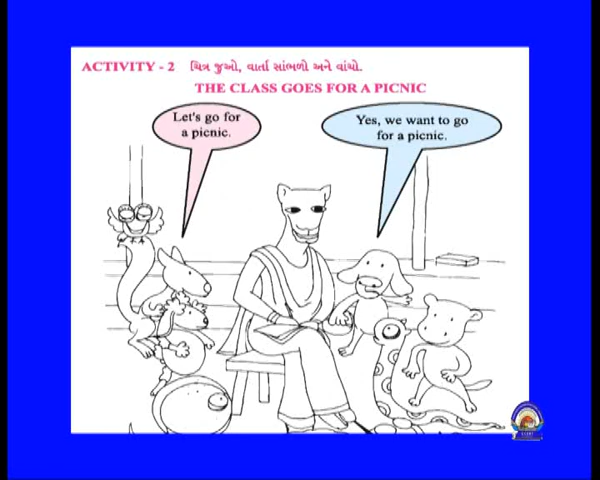 ACTIVITY - 2 ચિત્ર જુઓ, વાર્તા સાંભળો અને વાંચો.
THE CLASS GOES FOR A PICNIC
Let's go for
a picnic.
Yes, we want to go
for a picnic.